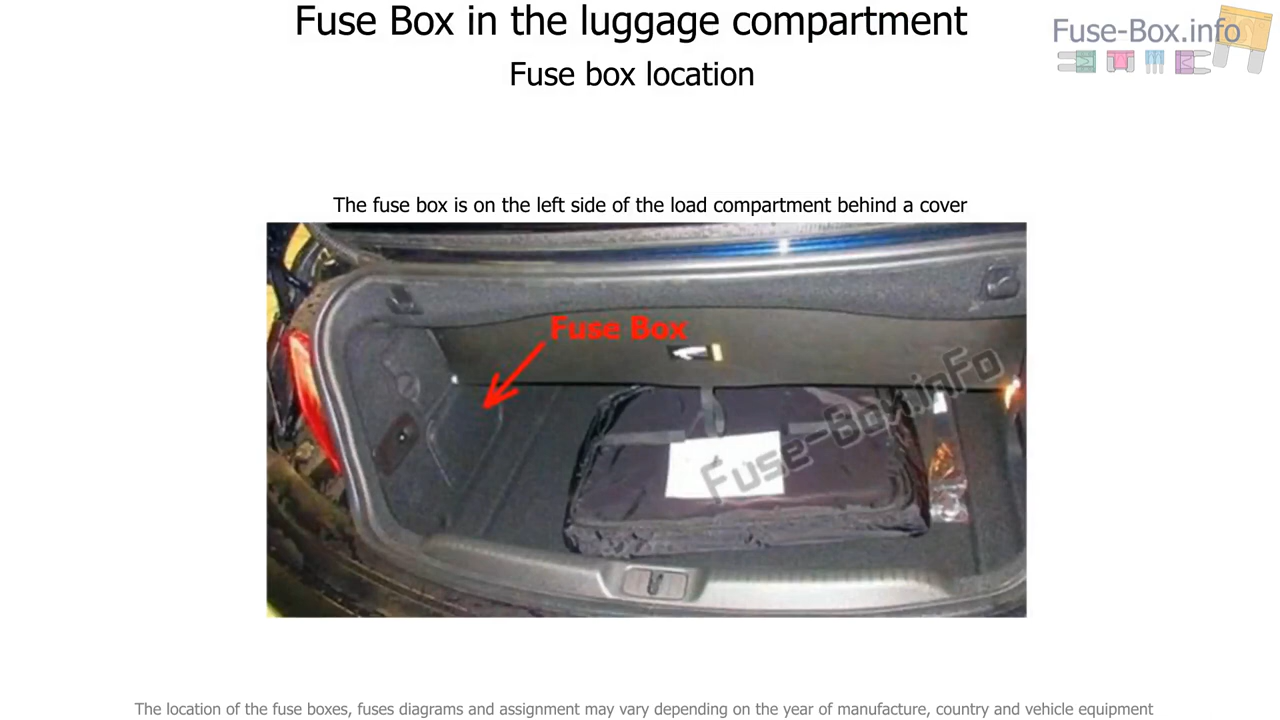 Fuse Box in the luggage compartment
Fuse-Box.info
Fuse box location
The fuse box is on the left side of the load compartment behind a cover
Fuse Box
Fuse-Box.inFo
The location of the fuse boxes, fuses diagrams and assignment may vary depending on the year of manufacture, country and vehicle equipment